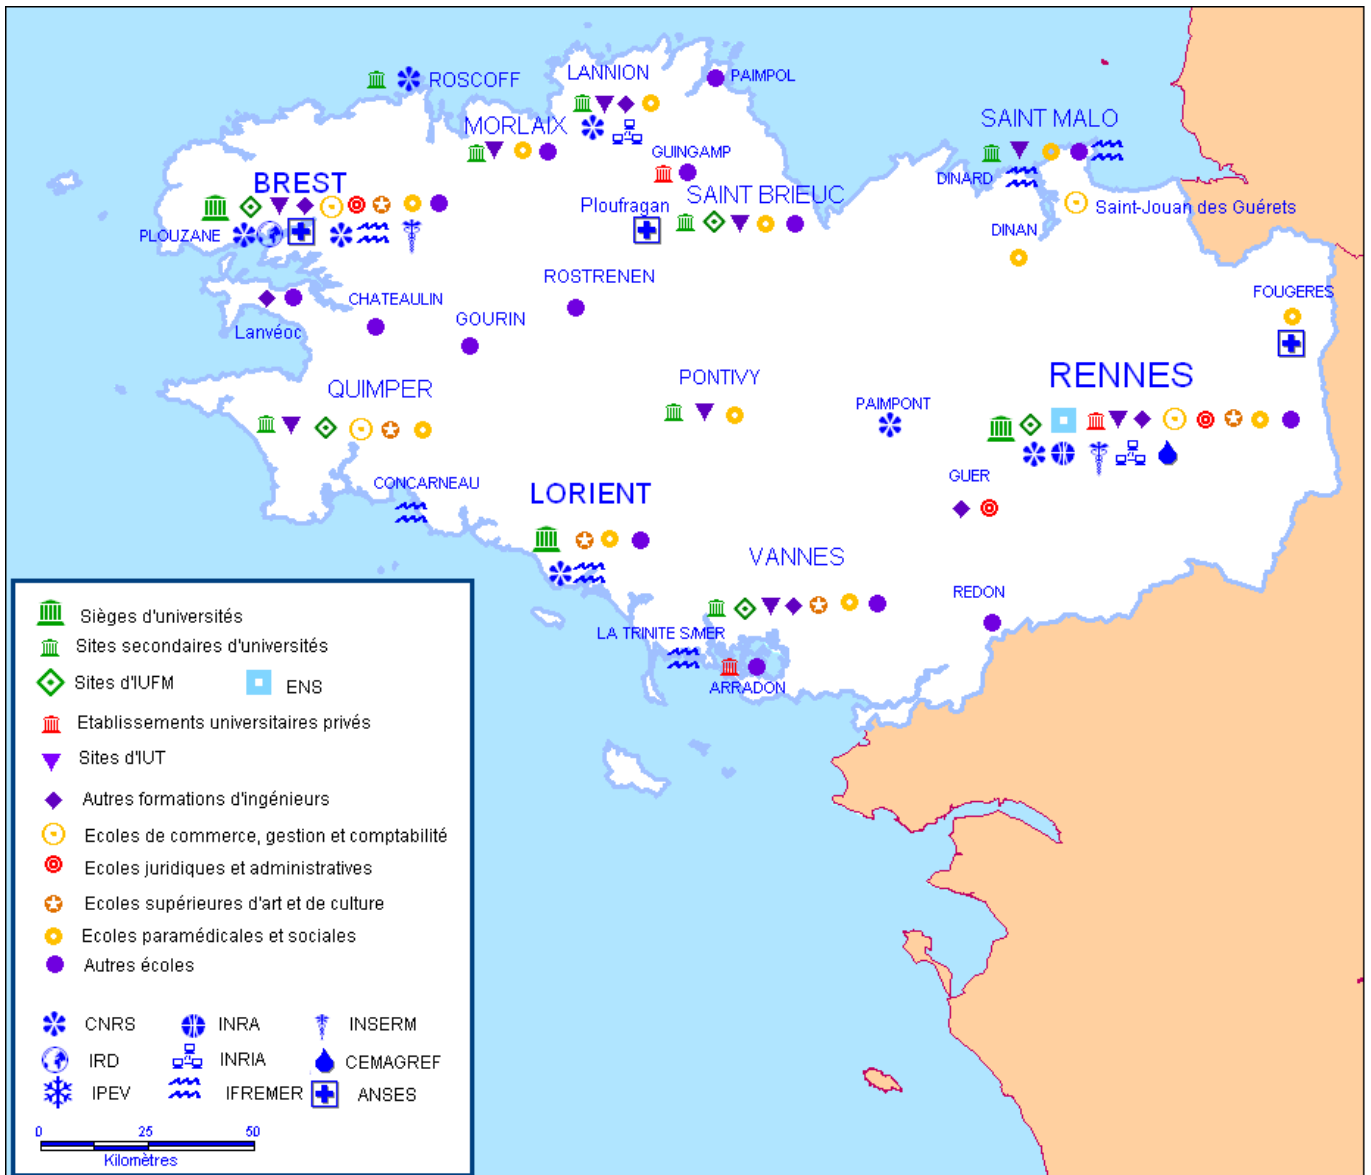 ROSCOFF
LANNION
PAIMPOL
MORLAIX
SAINT MALO
GUINGAMP
DINARD
BREST
SAINT BRIEUC
Ploufragan
Saint-Jouan des Guérets
PLOUZANE
DINAN
ROSTRENEN
CHATEAULIN
FOUGERES
GOURIN
Lanvéoc
QUIMPER
PONTIVY
RENNES
PAIMPONT
CONCARNEAU
GUER
LORIENT
VANNES
REDON
LA TRINITE S/MER
ARRADON
Sièges d'universités
Sites secondaires d'universités
Sites d'IUFM
ENS
Etablissements universitaires privés
Sites d'IUT
Autres formations d'ingénieurs
Ecoles de commerce, gestion et comptabilité
Ecoles juridiques et administratives
Ecoles supérieures d'art et de culture
Ecoles paramédicales et sociales
Autres écoles
CNRS INRA INSERM
IRD INRIA CEMAGREF
IPEV IFREMER ANSES
0 25 50
Kilomètres